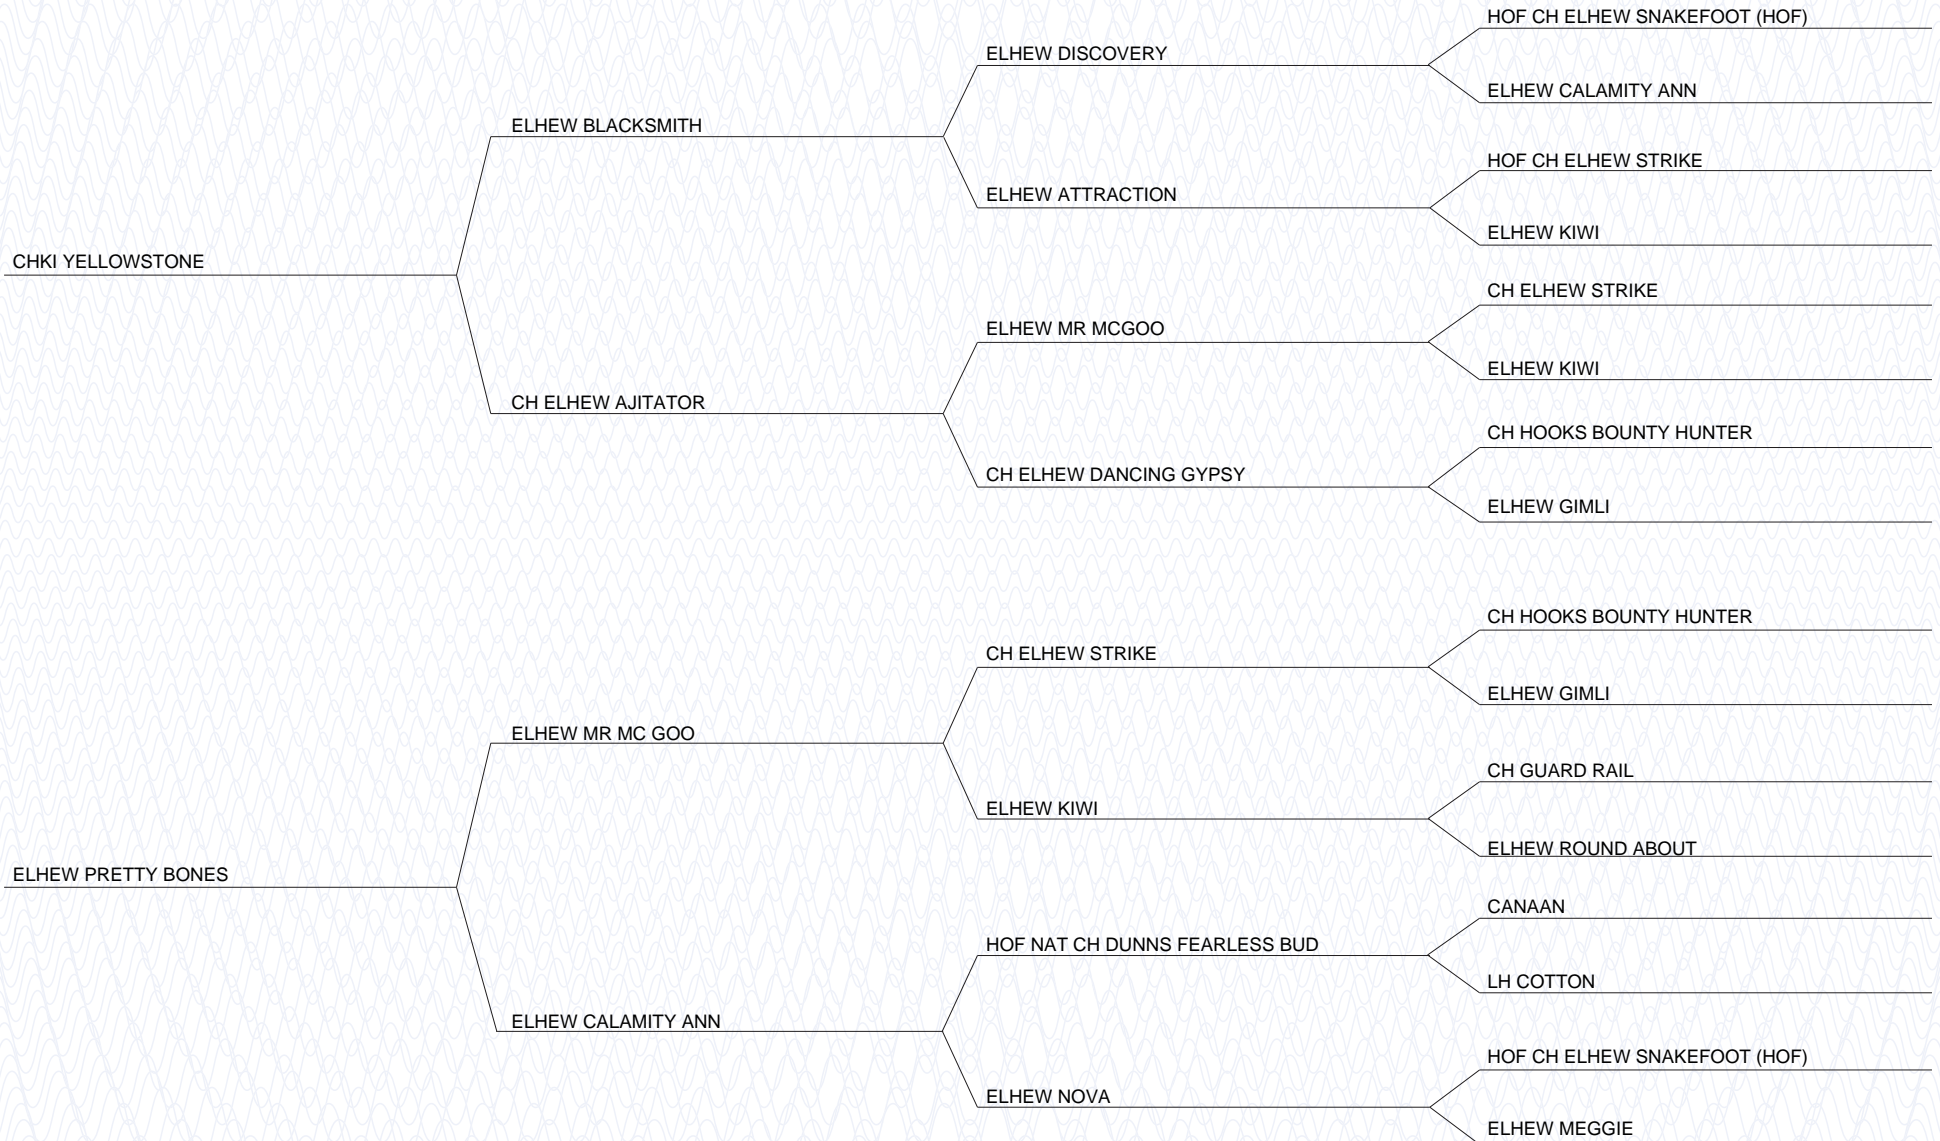 HOF CH ELHEW SNAKEFOOT (HOF)
ELHEW DISCOVERY
ELHEW CALAMITY ANN
ELHEW BLACKSMITH
HOF CH ELHEW STRIKE
ELHEW ATTRACTION
ELHEW KIWI
CHKI YELLOWSTONE
CH ELHEW STRIKE
ELHEW MR MCGOO
ELHEW KIWI
CH ELHEW AJITATOR
CH HOOKS BOUNTY HUNTER
CH ELHEW DANCING GYPSY
ELHEW GIMLI
CH HOOKS BOUNTY HUNTER
CH ELHEW STRIKE
ELHEW GIMLI
ELHEW MR MC GOO
CH GUARD RAIL
ELHEW KIWI
ELHEW ROUND ABOUT
ELHEW PRETTY BONES
CANAAN
HOF NAT CH DUNNS FEARLESS BUD
LH COTTON
ELHEW CALAMITY ANN
HOF CH ELHEW SNAKEFOOT (HOF)
ELHEW NOVA
ELHEW MEGGIE